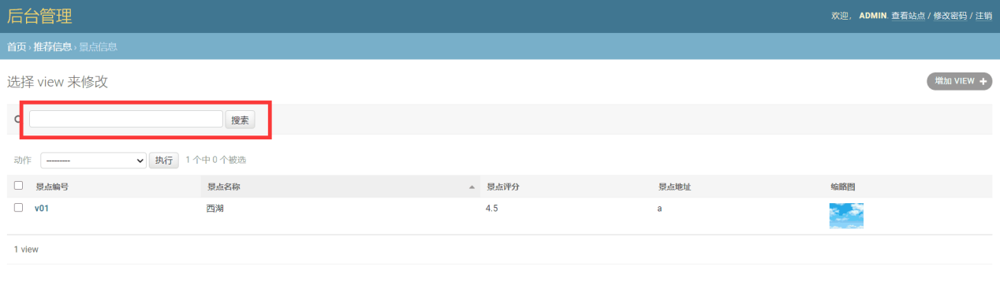 后台管理
欢迎， ADMIN. 查看站点 / 修改密码 / 注销
首页 › 推荐信息 › 景点信息
选择 view 来修改
增加 VIEW +
搜索
动作 --------- 执行 1 个中 0 个被选
景点编号 景点名称 景点评分 景点地址 缩略图
v01 西湖 4.5 a
1 view